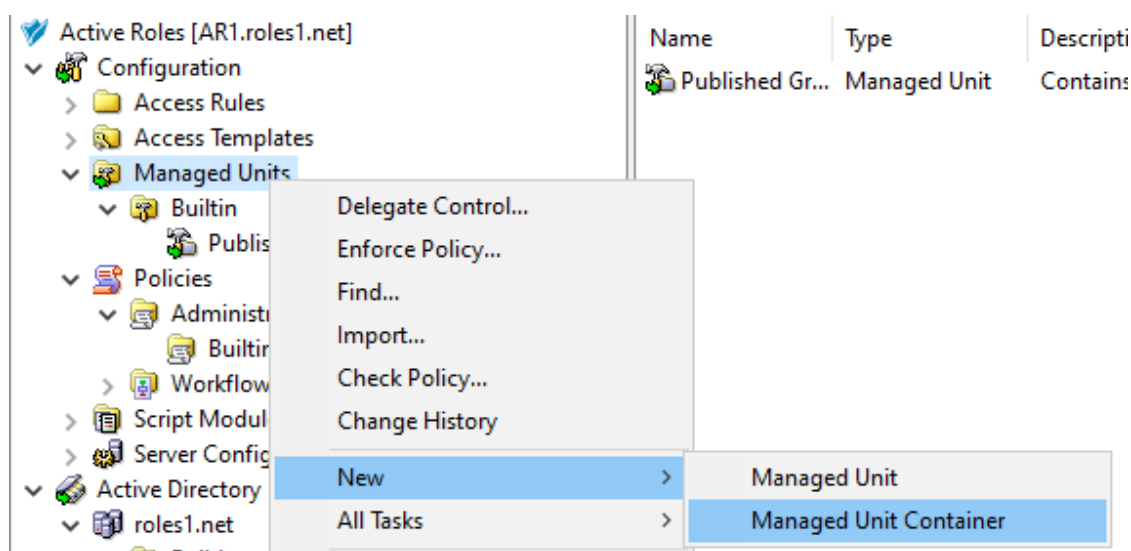 Active Roles [AR1.roles1.net]
Configuration
Access Rules
Access Templates
Managed Units
Builtin
Publis
Policies
Administ
Builtin
Workflow
Script Modul
Server Config
Active Directory
roles1.net
Name Type Descripti
Published Gr... Managed Unit Contains
Delegate Control...
Enforce Policy...
Find...
Import...
Check Policy...
Change History
New
All Tasks
Managed Unit
Managed Unit Container